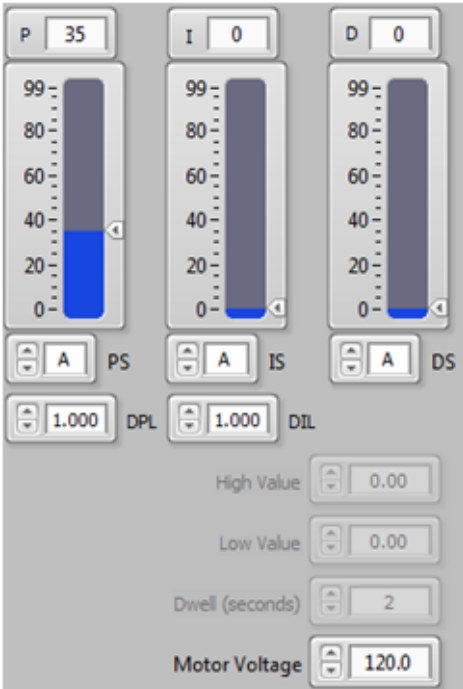 P 35 I 0 D 0
99 99 99
80 80 80
60 60 60
40 40 40
20 20 20
0 0 0
A PS A IS A DS
1.000 DPL 1.000 DIL
High Value 0.00
Low Value 0.00
Dwell (seconds) 2
Motor Voltage 120.0